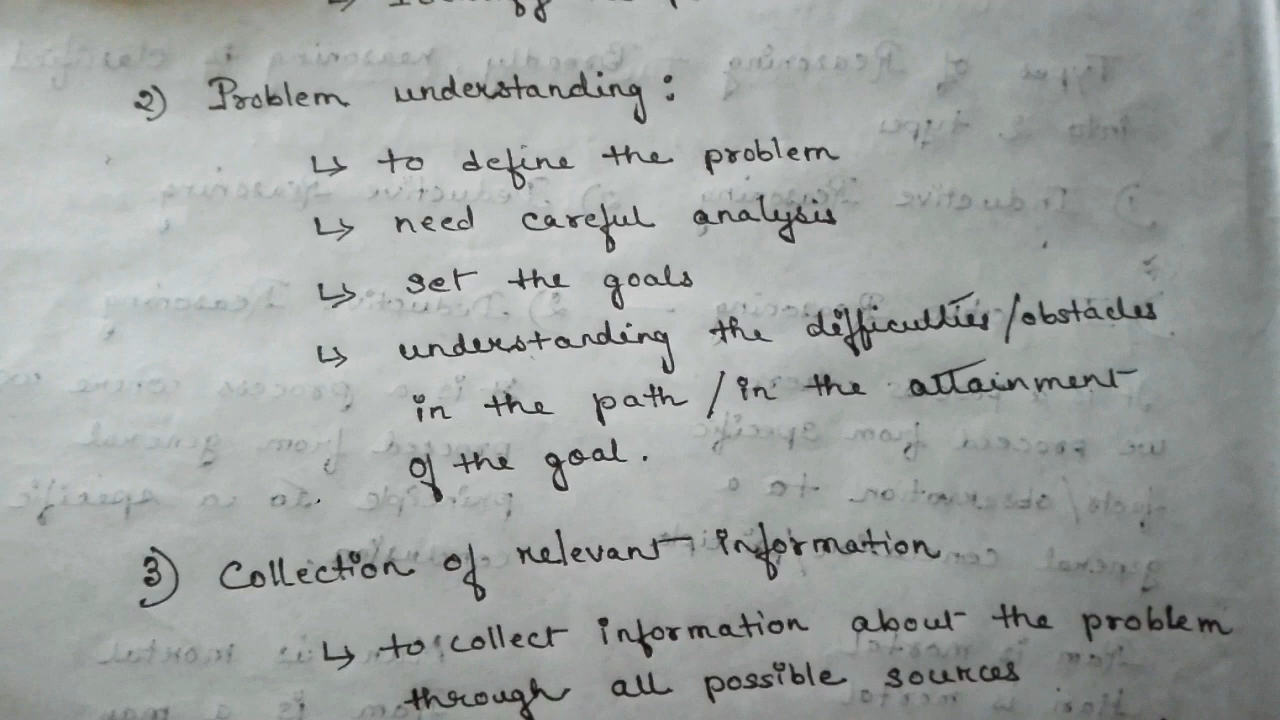 2) Problem understanding:
↳ to define the problem
↳ need careful analysis
↳ set the goals
↳ understanding the difficulties/obstacles
in the path / in the attainment
of the goal.
3) Collection of relevant information
↳ to collect information about the problem
through all possible sources